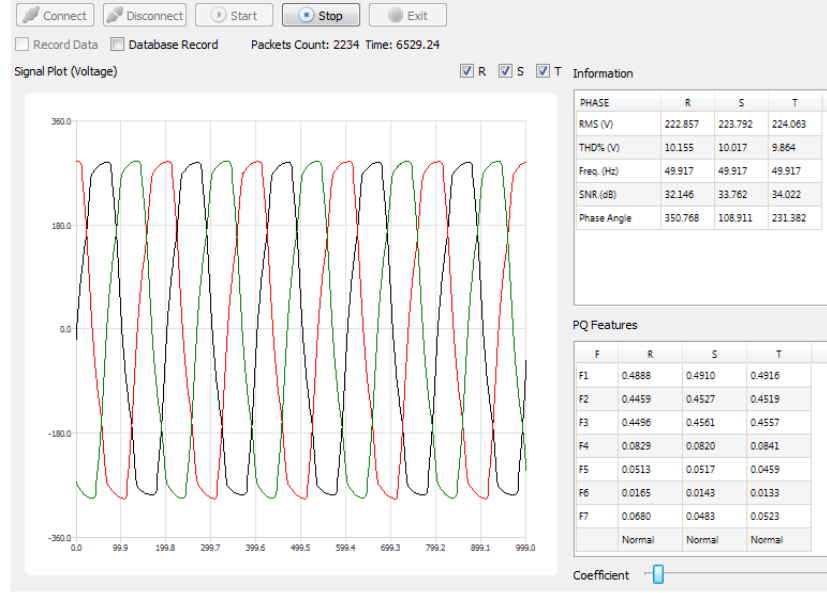 Connect Disconnect Start Stop Exit
Record Data Database Record Packets Count: 2234 Time: 6529.24
Signal Plot (Voltage) R S T Information
PHASE R S T
RMS (V) 222.857 223.792 224.063
THD% (V) 10.155 10.017 9.864
Freq. (Hz) 49.917 49.917 49.917
SNR (dB) 32.146 33.762 34.022
Phase Angle 350.768 108.911 231.382
360.0
180.0
0.0
-180.0
-360.0
0.0 99.9 199.8 299.7 399.6 499.5 599.4 699.3 799.2 899.1 999.0
PQ Features
F R S T
F1 0.4888 0.4910 0.4916
F2 0.4459 0.4527 0.4519
F3 0.4496 0.4561 0.4557
F4 0.0829 0.0820 0.0841
F5 0.0513 0.0517 0.0459
F6 0.0165 0.0143 0.0133
F7 0.0680 0.0483 0.0523
Normal Normal Normal
Coefficient